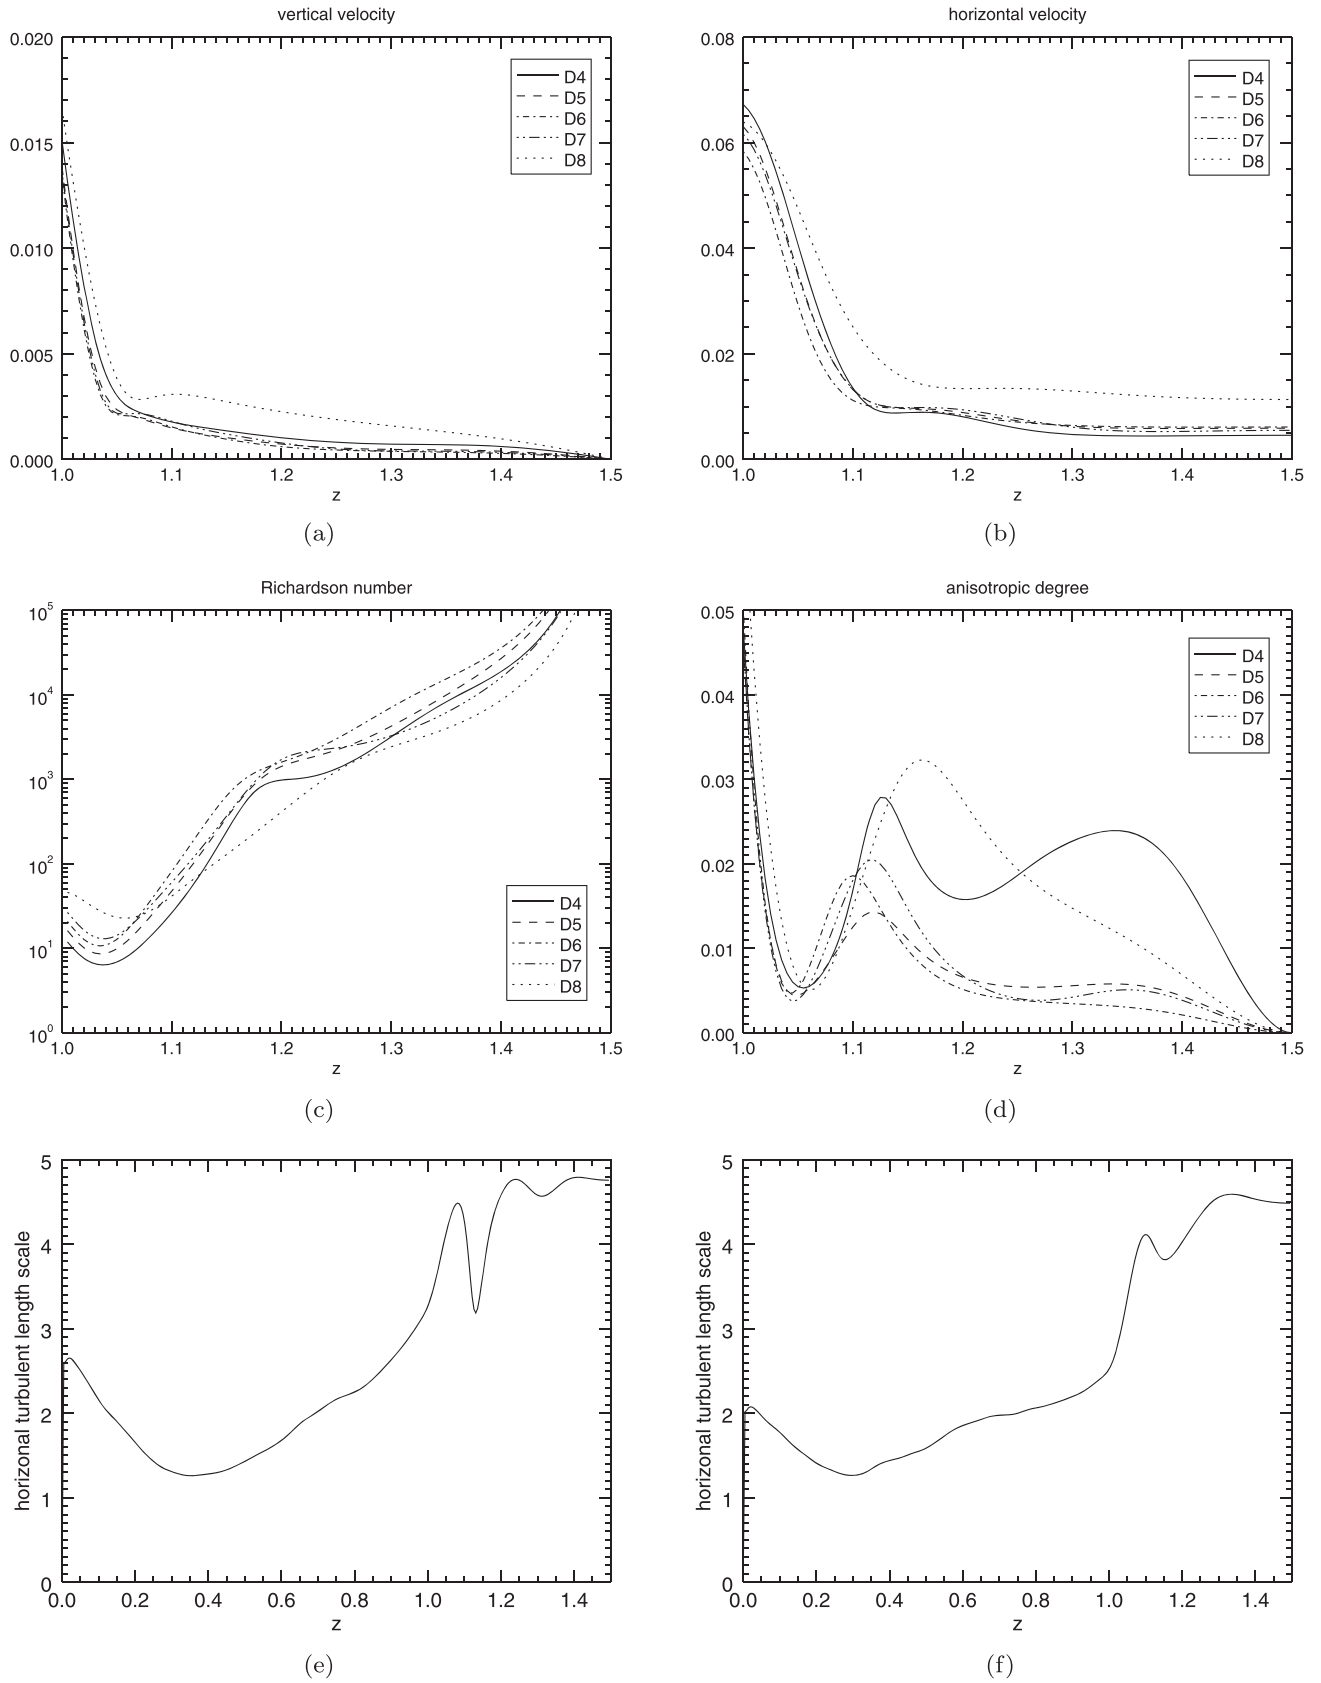 vertical velocity
0.020
0.015
0.010
0.005
0.000
1.0 1.1 1.2 1.3 1.4 1.5
z
D4
D5
D6
D7
D8
(a)
horizontal velocity
0.08
0.06
0.04
0.02
0.00
1.0 1.1 1.2 1.3 1.4 1.5
z
D4
D5
D6
D7
D8
(b)
Richardson number
10^5
10^4
10^3
10^2
10^1
10^0
1.0 1.1 1.2 1.3 1.4 1.5
z
D4
D5
D6
D7
D8
(c)
anisotropic degree
0.05
0.04
0.03
0.02
0.01
0.00
1.0 1.1 1.2 1.3 1.4 1.5
z
D4
D5
D6
D7
D8
(d)
horizonal turbulent length scale
5
4
3
2
1
0
0.0 0.2 0.4 0.6 0.8 1.0 1.2 1.4
z
(e)
horizonal turbulent length scale
5
4
3
2
1
0
0.0 0.2 0.4 0.6 0.8 1.0 1.2 1.4
z
(f)